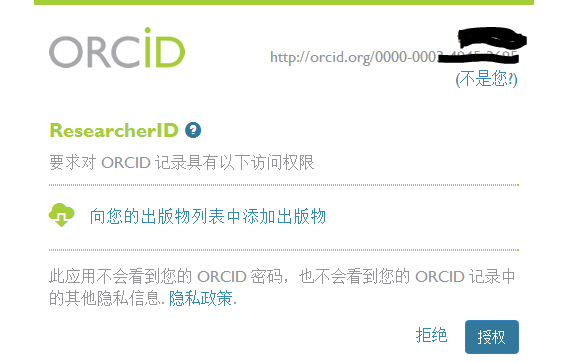 ORCID
http://orcid.org/0000-0003
(不是您?)
ResearcherID ?
要求对 ORCID 记录具有以下访问权限
向您的出版物列表中添加出版物
此应用不会看到您的 ORCID 密码，也不会看到您的 ORCID 记录中
的其他隐私信息. 隐私政策.
拒绝 授权